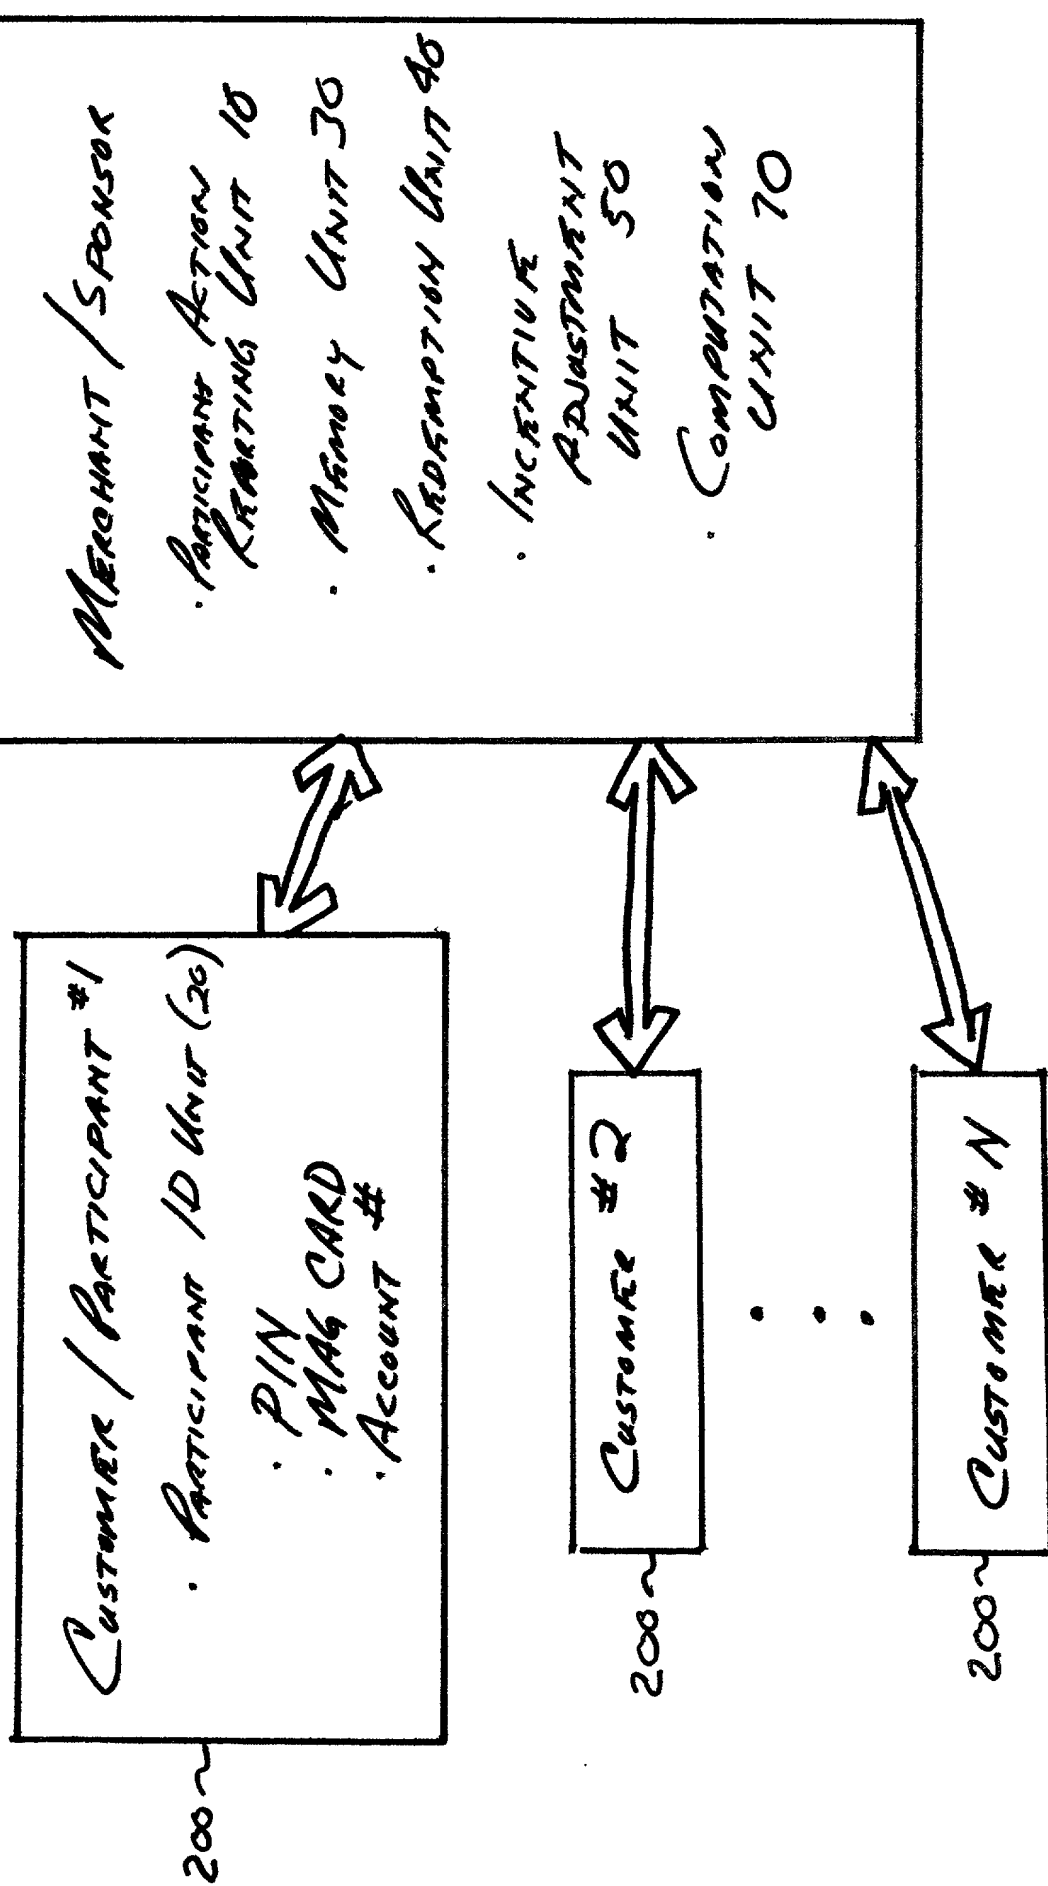 200
CUSTOMER / PARTICIPANT #1
· PARTICIPANT ID UNIT (20)
· PIN
· MAG CARD
· ACCOUNT #
200
CUSTOMER #2
200
CUSTOMER #N
MERCHANT / SPONSOR
· PARTICIPANT ACTION
REPORTING UNIT 10
· MEMORY UNIT 30
· REDEMPTION UNIT 40
· INCENTIVE
ADJUSTMENT
UNIT 50
· COMPUTATION
UNIT 70